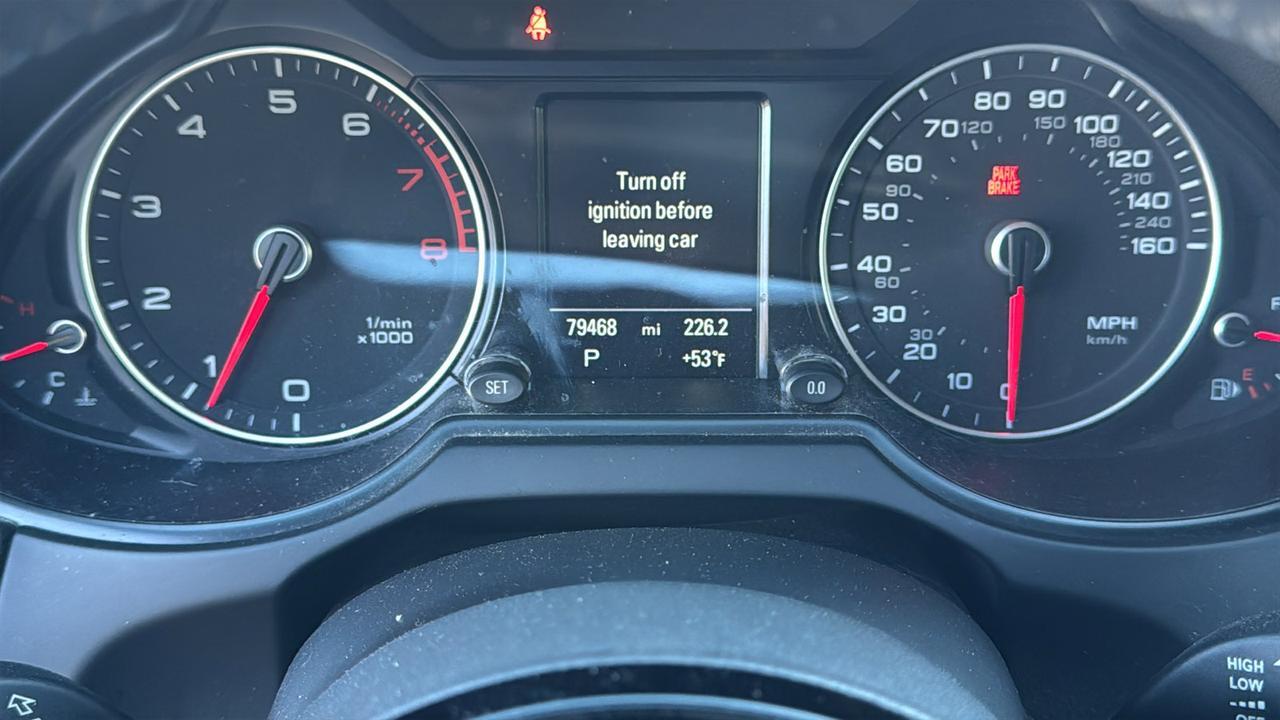 5
4
6
3
7
8
2
1
0
1/min
x1000
H
C
Turn off
ignition before
leaving car
79468 mi 226.2
P +53°F
SET
0.0
80 90
70 120 150 100
180
60 120
90 210
50 140
240
160
40
60
30
30
20
10
0
PARK
BRAKE
MPH
km/h
F
E
HIGH
LOW